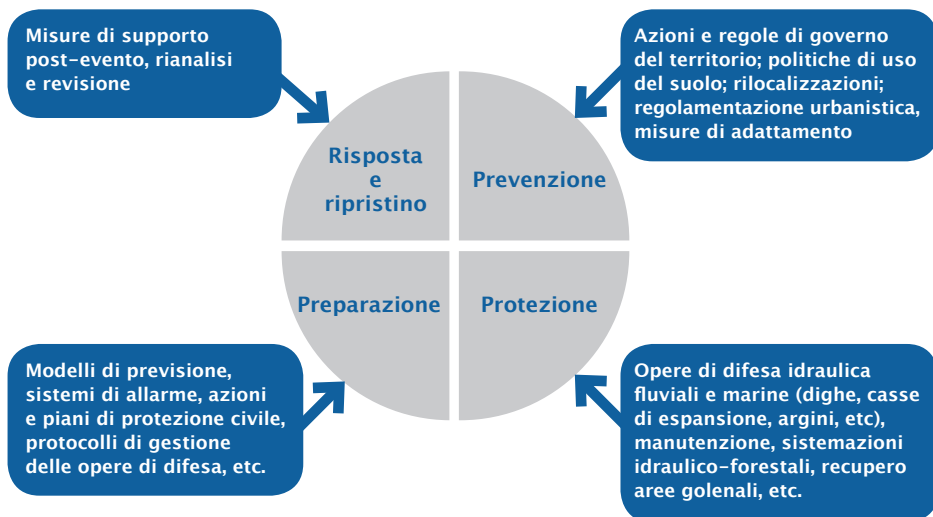 Misure di supporto
post-evento, rianalisi
e revisione
Azioni e regole di governo
del territorio; politiche di uso
del suolo; rilocalizzazioni;
regolamentazione urbanistica,
misure di adattamento
Risposta
e
ripristino
Prevenzione
Preparazione
Protezione
Modelli di previsione,
sistemi di allarme, azioni
e piani di protezione civile,
protocolli di gestione
delle opere di difesa, etc.
Opere di difesa idraulica
fluviali e marine (dighe, casse
di espansione, argini, etc),
manutenzione, sistemazioni
idraulico-forestali, recupero
aree golenali, etc.